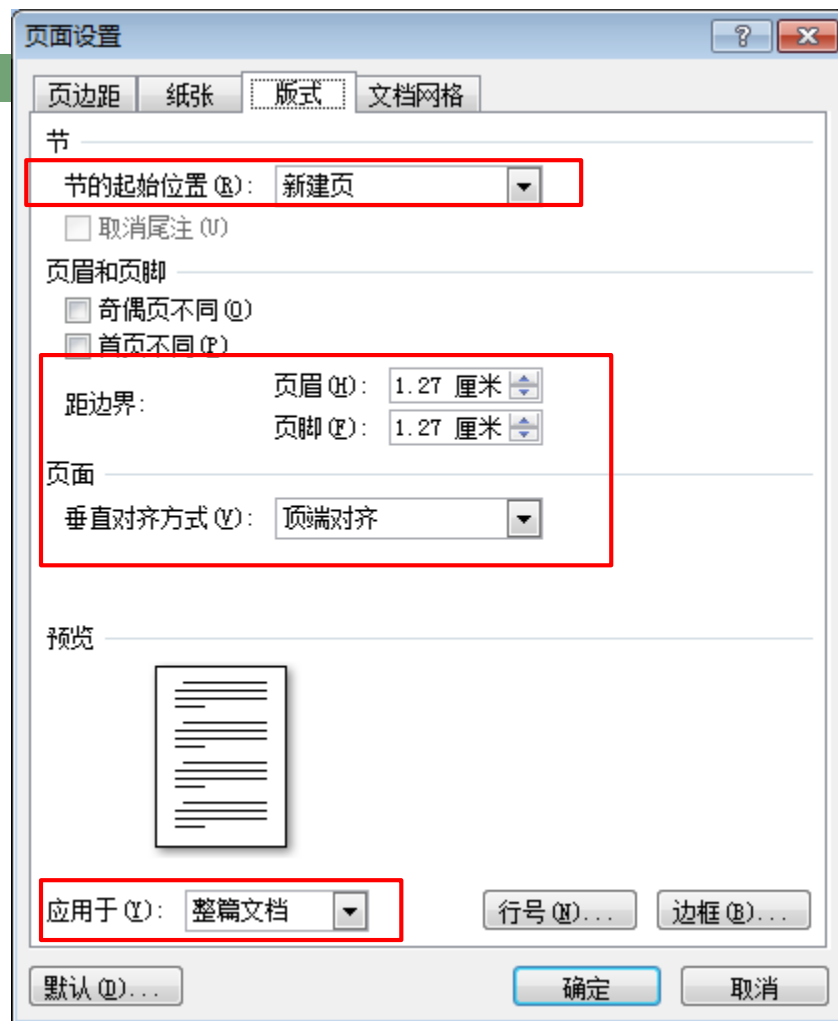 页面设置
页边距 纸张 版式 文档网格
节
节的起始位置(R): 新建页
取消尾注(U)
页眉和页脚
奇偶页不同(O)
首页不同(P)
距边界: 页眉(H): 1.27 厘米
页脚(F): 1.27 厘米
页面
垂直对齐方式(V): 顶端对齐
预览
应用于(Y): 整篇文档 行号(N)... 边框(B)...
默认(D)... 确定 取消